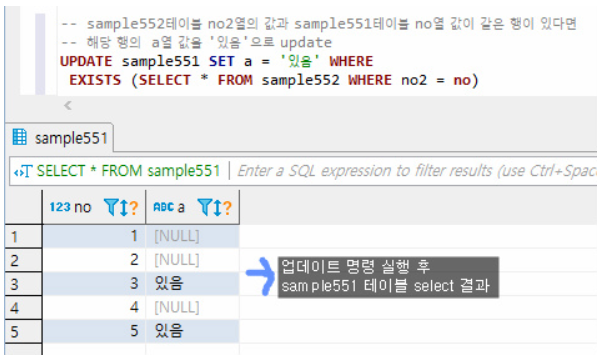 -- sample552테이블 no2열의 값과 sample551테이블 no열 값이 같은 행이 있다면
-- 해당 행의 a열 값을 '있음'으로 update
UPDATE sample551 SET a = '있음' WHERE
EXISTS (SELECT * FROM sample552 WHERE no2 = no)
sample551
SELECT * FROM sample551 Enter a SQL expression to filter results (use Ctrl+Spac
123 no ABC a
1 1 [NULL]
2 2 [NULL]
3 3 있음
4 4 [NULL]
5 5 있음
업데이트 명령 실행 후
sample551 테이블 select 결과